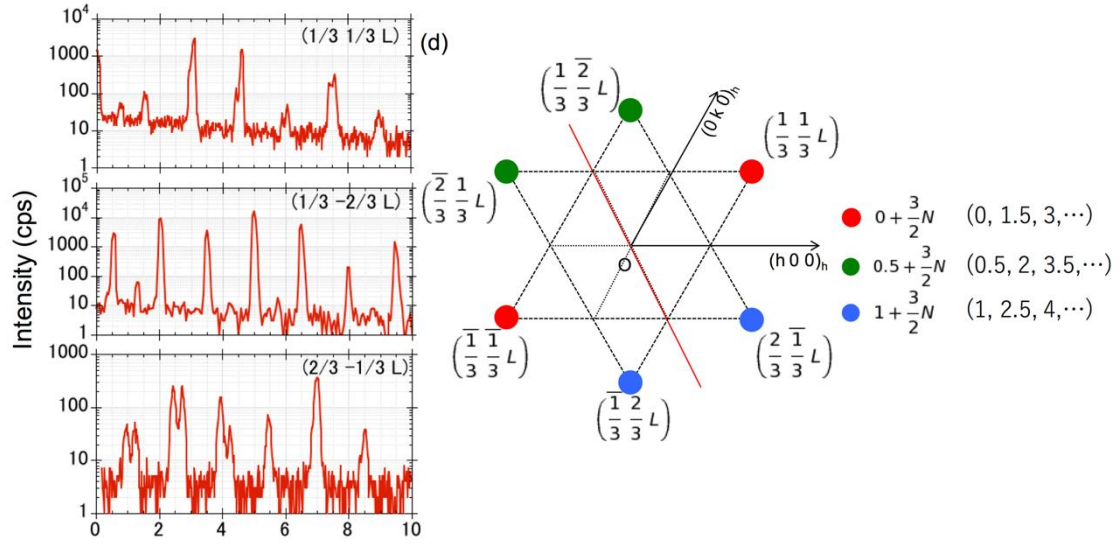 Intensity (cps)
10⁴
1000
100
10
1
(1/3 1/3 L)
10⁵
10⁴
1000
100
10
1
(1/3 −2/3 L)
1000
100
10
1
(2/3 −1/3 L)
0 2 4 6 8 10
(d)
(1/3 2̅/3 L)
(0 k 0)ₕ
(1/3 1/3 L)
(2̅/3 1/3 L)
O
(h 0 0)ₕ
(1̅/3 1̅/3 L)
(2/3 1̅/3 L)
(1̅/3 2/3 L)
0 + 3/2 N (0, 1.5, 3,⋯)
0.5 + 3/2 N (0.5, 2, 3.5,⋯)
1 + 3/2 N (1, 2.5, 4,⋯)